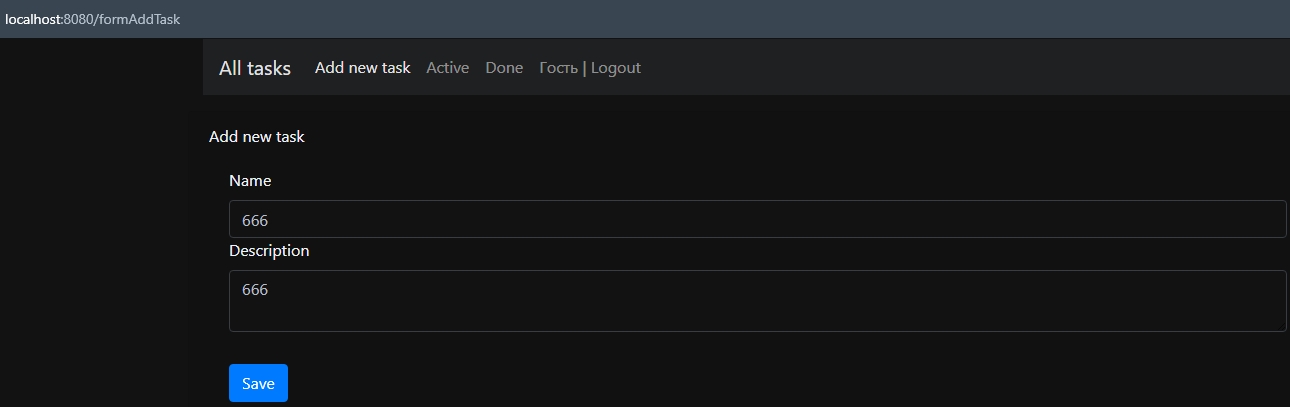 localhost:8080/formAddTask
All tasks Add new task Active Done Гость | Logout
Add new task
Name
666
Description
666
Save